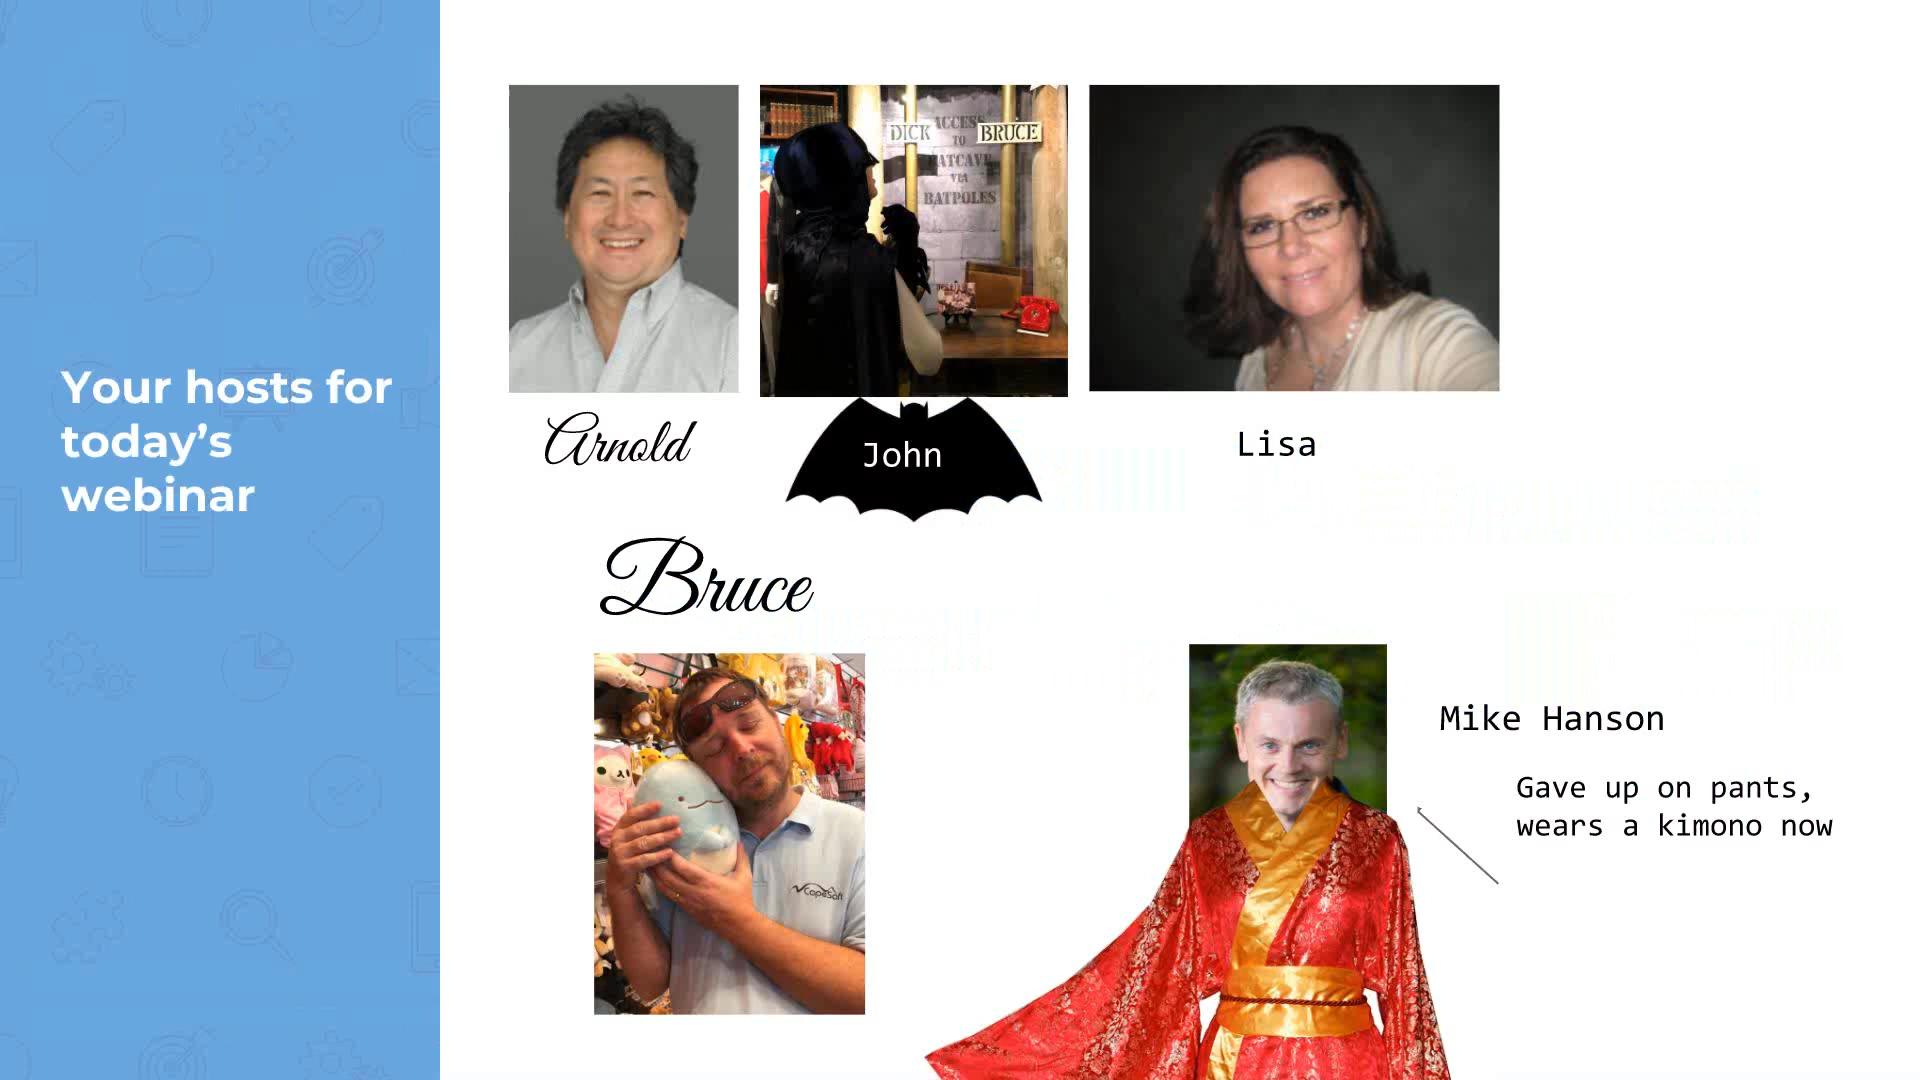 Your hosts for
today’s
webinar
DICK
BRUCE
ACCESS
TO
BATCAVE
VIA
BATPOLES
Arnold
John
Lisa
Bruce
CapeSoft
Mike Hanson
Gave up on pants,
wears a kimono now